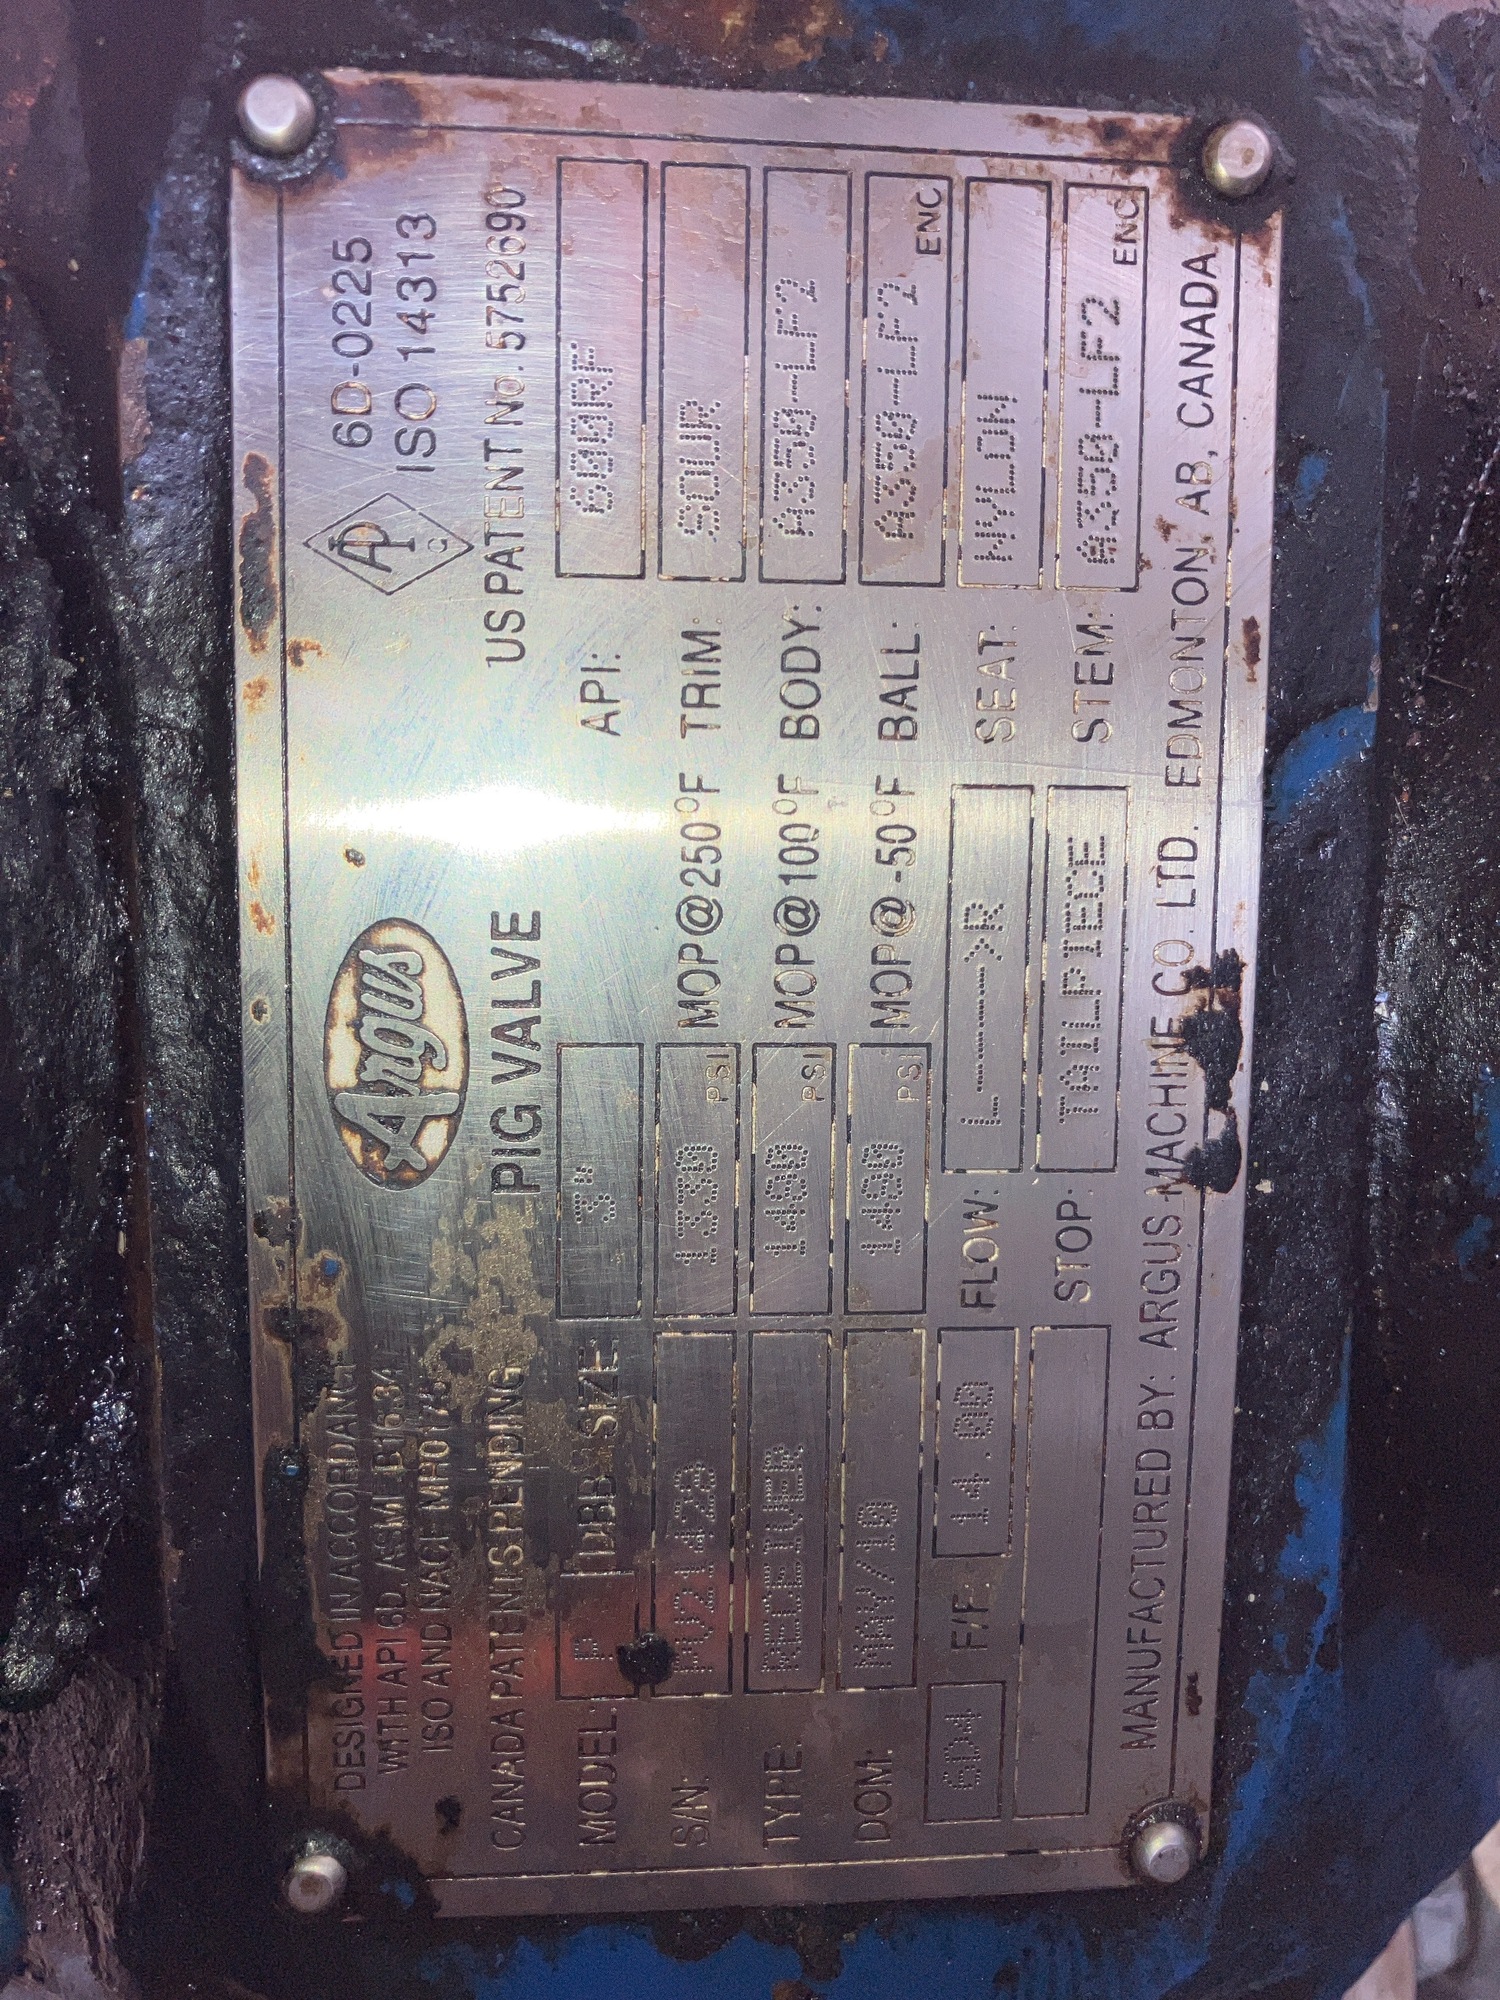 DESIGNED IN ACCORDANCE
WITH API 6D, ASME B16.34
ISO AND NACE MR0175
CANADA PATENTS PENDING
Argus
PIG VALVE
API 6D-0225
ISO 14313
US PATENT No. 5752690
MODEL: P DBB SIZE 3" API: 600RF
S/N: PV21428 1330 PSI MOP@250°F TRIM: SOUR
TYPE: RECEIVER 1480 PSI MOP@100°F BODY: A350-LF2
DOM: MAY/10 1480 PSI MOP@-50°F BALL: A350-LF2 ENC
6D4 F/F: 14.00 FLOW: L---->R SEAT: NYLON
STOP: TAILPIECE STEM: A350-LF2 ENC
MANUFACTURED BY: ARGUS MACHINE CO. LTD. EDMONTON, AB, CANADA